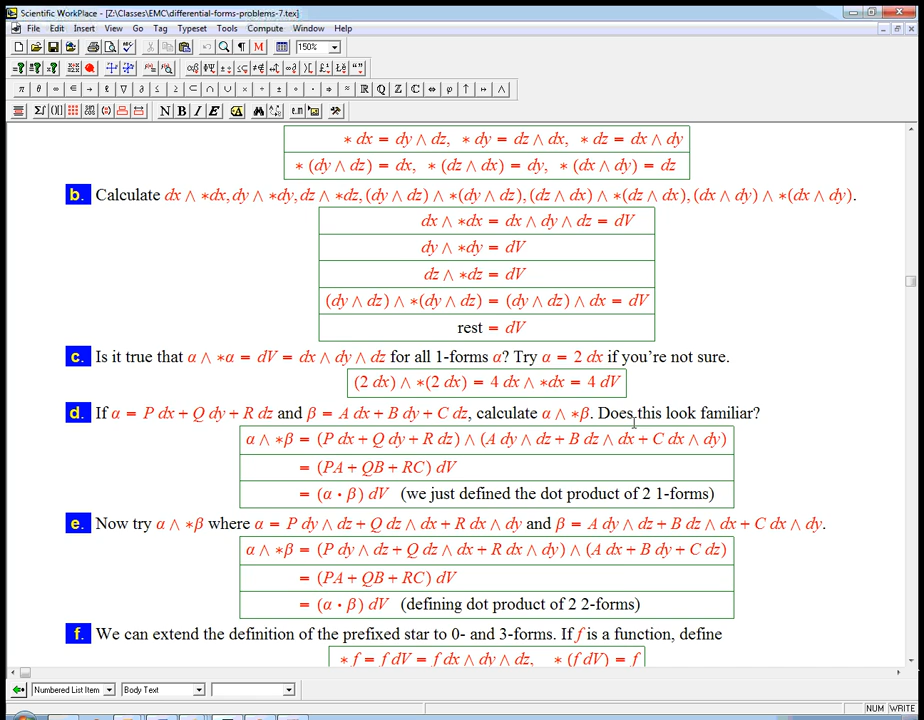 Scientific WorkPlace - [Z:\Classes\EMC\differential-forms-problems-7.tex]
File Edit Insert View Go Tag Typeset Tools Compute Window Help
150%
π θ ∞ ∈ → ℓ ∇ ∂ ≤ ≥ ⊂ ∩ ∪ × ÷ ± · ∘ ⇒ ≈ ℝ ℚ ℤ ℂ ⇔ φ ↑ ↦ ∧
N B I E
∗ dx = dy ∧ dz, ∗ dy = dz ∧ dx, ∗ dz = dx ∧ dy
∗ (dy ∧ dz) = dx, ∗ (dz ∧ dx) = dy, ∗ (dx ∧ dy) = dz
b. Calculate dx ∧ ∗dx, dy ∧ ∗dy, dz ∧ ∗dz, (dy ∧ dz) ∧ ∗(dy ∧ dz), (dz ∧ dx) ∧ ∗(dz ∧ dx), (dx ∧ dy) ∧ ∗(dx ∧ dy).
dx ∧ ∗dx = dx ∧ dy ∧ dz = dV
dy ∧ ∗dy = dV
dz ∧ ∗dz = dV
(dy ∧ dz) ∧ ∗(dy ∧ dz) = (dy ∧ dz) ∧ dx = dV
rest = dV
c. Is it true that α ∧ ∗α = dV = dx ∧ dy ∧ dz for all 1-forms α? Try α = 2 dx if you're not sure.
(2 dx) ∧ ∗(2 dx) = 4 dx ∧ ∗dx = 4 dV
d. If α = P dx + Q dy + R dz and β = A dx + B dy + C dz, calculate α ∧ ∗β. Does this look familiar?
α ∧ ∗β = (P dx + Q dy + R dz) ∧ (A dy ∧ dz + B dz ∧ dx + C dx ∧ dy)
= (PA + QB + RC) dV
= (α · β) dV (we just defined the dot product of 2 1-forms)
e. Now try α ∧ ∗β where α = P dy ∧ dz + Q dz ∧ dx + R dx ∧ dy and β = A dy ∧ dz + B dz ∧ dx + C dx ∧ dy.
α ∧ ∗β = (P dy ∧ dz + Q dz ∧ dx + R dx ∧ dy) ∧ (A dx + B dy + C dz)
= (PA + QB + RC) dV
= (α · β) dV (defining dot product of 2 2-forms)
f. We can extend the definition of the prefixed star to 0- and 3-forms. If f is a function, define
∗ f = f dV = f dx ∧ dy ∧ dz, ∗ (f dV) = f
Numbered List Item Body Text
NUM WRITE